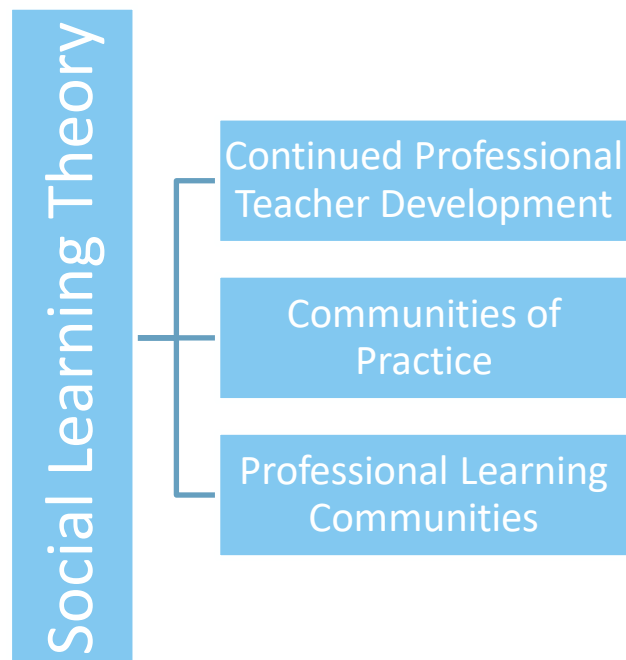 Social Learning Theory
Continued Professional
Teacher Development
Communities of
Practice
Professional Learning
Communities